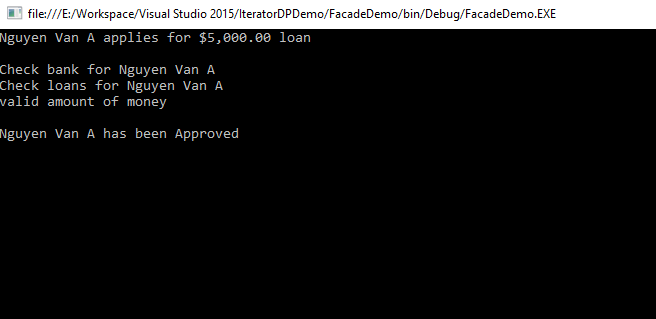 file:///E:/Workspace/Visual Studio 2015/IteratorDPDemo/FacadeDemo/bin/Debug/FacadeDemo.EXE
Nguyen Van A applies for $5,000.00 loan
Check bank for Nguyen Van A
Check loans for Nguyen Van A
valid amount of money
Nguyen Van A has been Approved